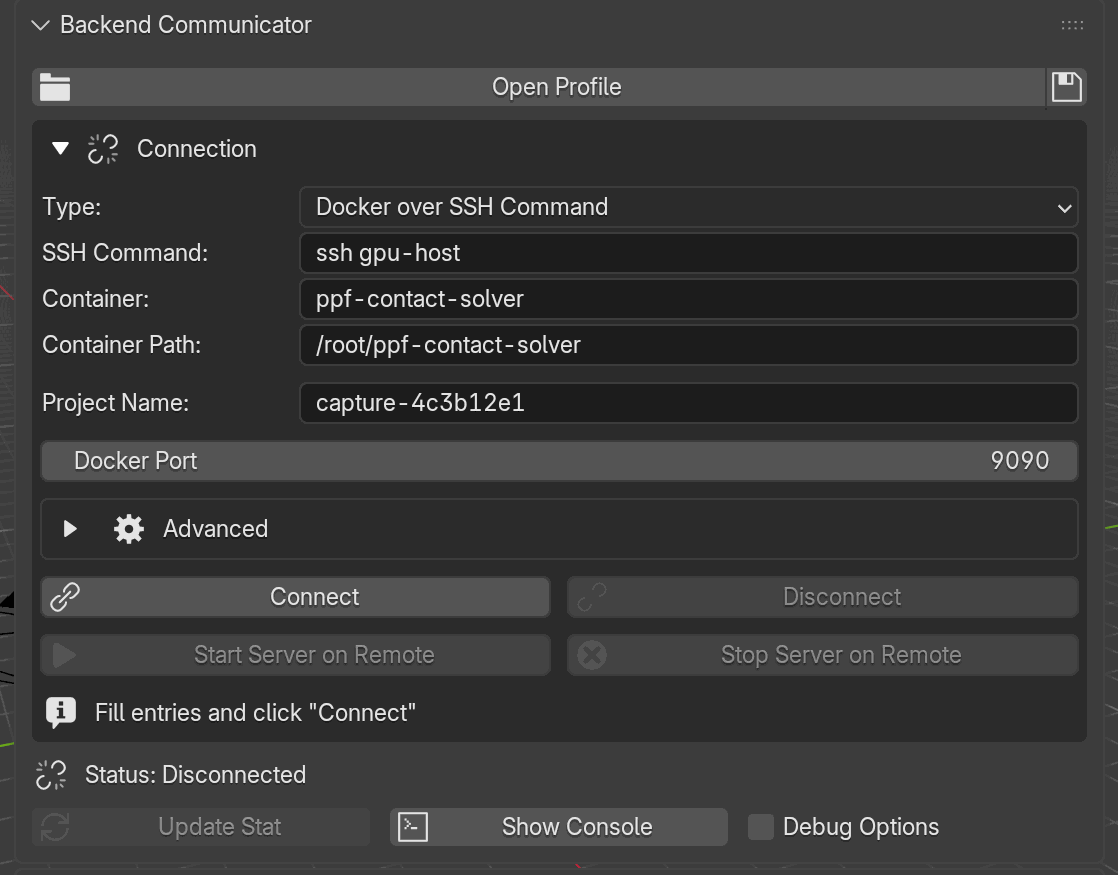 Backend Communicator
Open Profile
Connection
Type: Docker over SSH Command
SSH Command: ssh gpu-host
Container: ppf-contact-solver
Container Path: /root/ppf-contact-solver
Project Name: capture-4c3b12e1
Docker Port 9090
Advanced
Connect Disconnect
Start Server on Remote Stop Server on Remote
Fill entries and click "Connect"
Status: Disconnected
Update Stat Show Console Debug Options